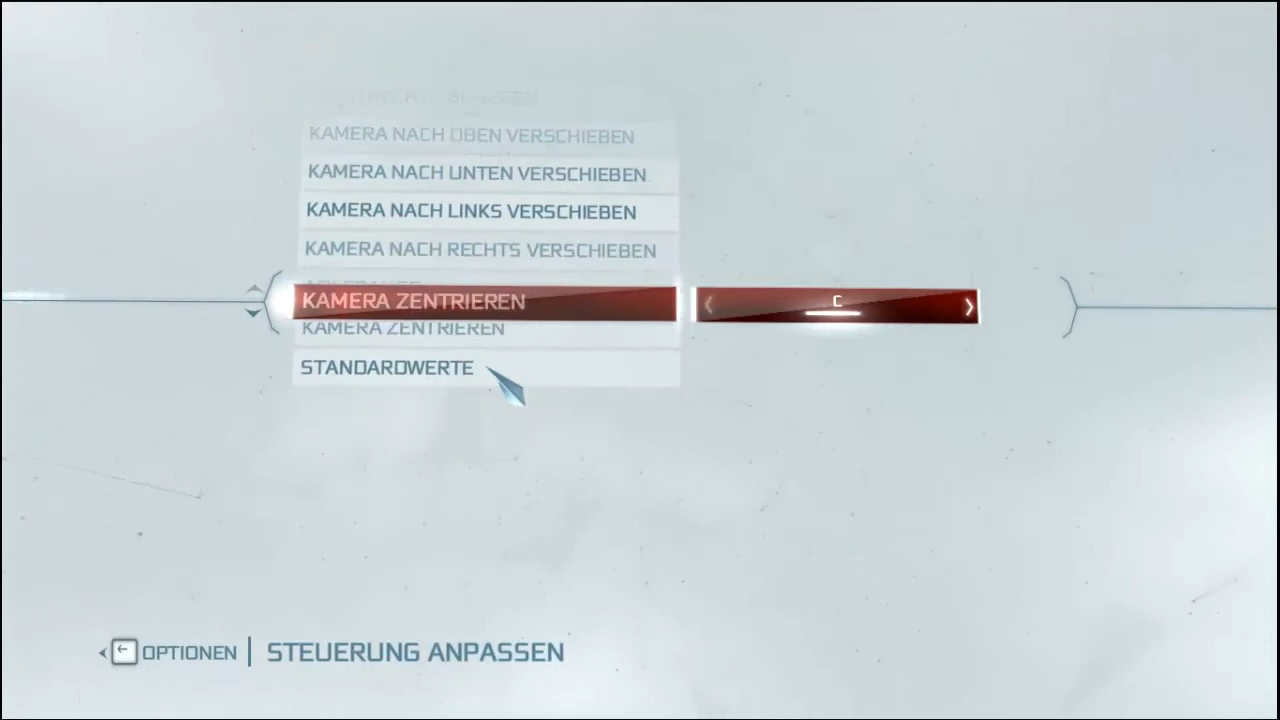 KAMERA NACH OBEN VERSCHIEBEN
KAMERA NACH UNTEN VERSCHIEBEN
KAMERA NACH LINKS VERSCHIEBEN
KAMERA NACH RECHTS VERSCHIEBEN
KAMERA ZENTRIEREN
C
KAMERA ZENTRIEREN
STANDARDWERTE
OPTIONEN
STEUERUNG ANPASSEN